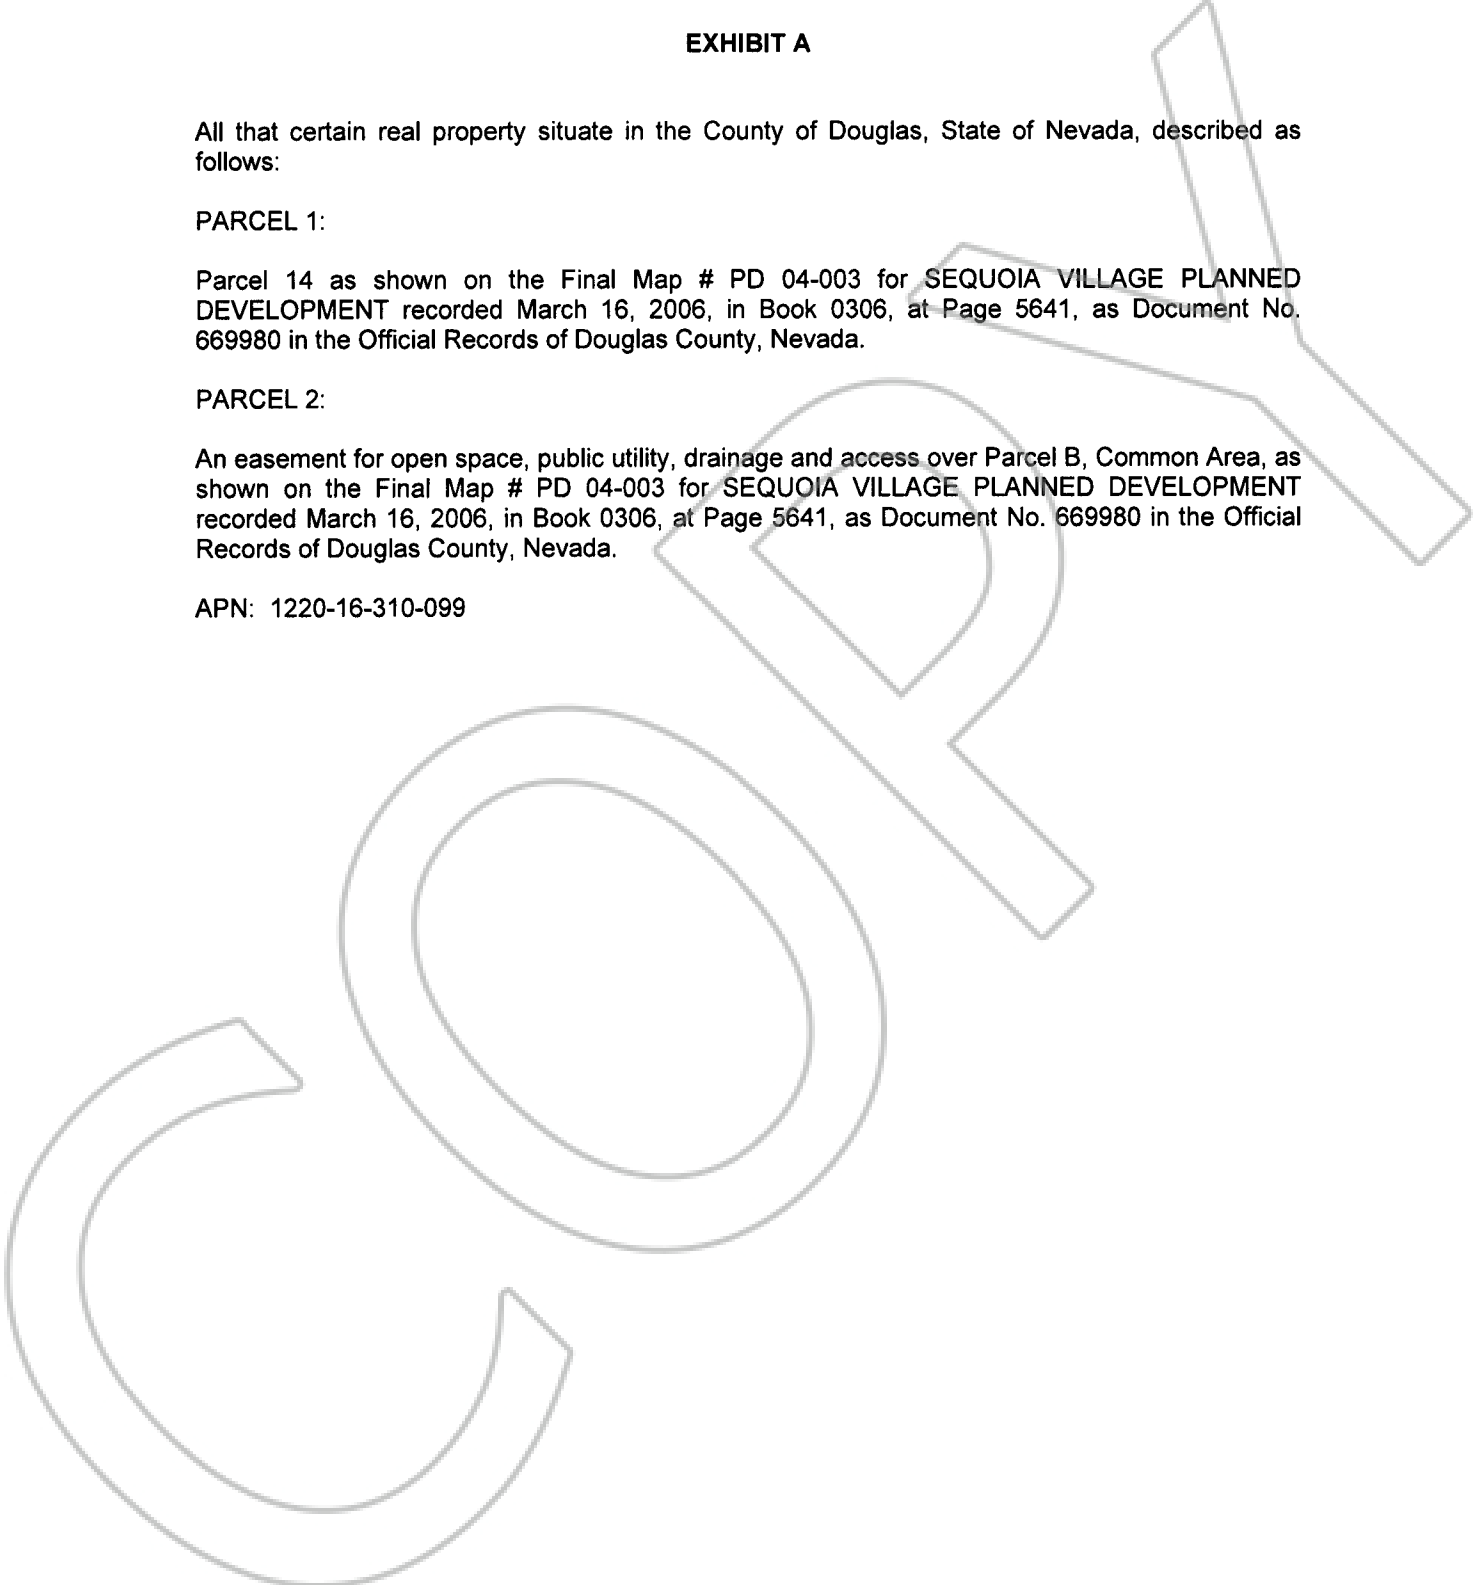 EXHIBIT A
All that certain real property situate in the County of Douglas, State of Nevada, described as
follows:
PARCEL 1:
Parcel 14 as shown on the Final Map # PD 04-003 for SEQUOIA VILLAGE PLANNED
DEVELOPMENT recorded March 16, 2006, in Book 0306, at Page 5641, as Document No.
669980 in the Official Records of Douglas County, Nevada.
PARCEL 2:
An easement for open space, public utility, drainage and access over Parcel B, Common Area, as
shown on the Final Map # PD 04-003 for SEQUOIA VILLAGE PLANNED DEVELOPMENT
recorded March 16, 2006, in Book 0306, at Page 5641, as Document No. 669980 in the Official
Records of Douglas County, Nevada.
APN: 1220-16-310-099
COPY